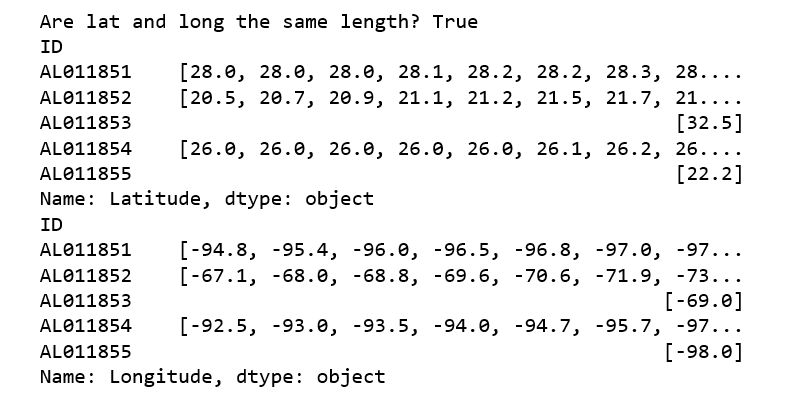 Are lat and long the same length? True
ID
AL011851    [28.0, 28.0, 28.0, 28.1, 28.2, 28.2, 28.3, 28....
AL011852    [20.5, 20.7, 20.9, 21.1, 21.2, 21.5, 21.7, 21....
AL011853                                               [32.5]
AL011854    [26.0, 26.0, 26.0, 26.0, 26.0, 26.1, 26.2, 26....
AL011855                                               [22.2]
Name: Latitude, dtype: object
ID
AL011851    [-94.8, -95.4, -96.0, -96.5, -96.8, -97.0, -97...
AL011852    [-67.1, -68.0, -68.8, -69.6, -70.6, -71.9, -73...
AL011853                                              [-69.0]
AL011854    [-92.5, -93.0, -93.5, -94.0, -94.7, -95.7, -97...
AL011855                                              [-98.0]
Name: Longitude, dtype: object